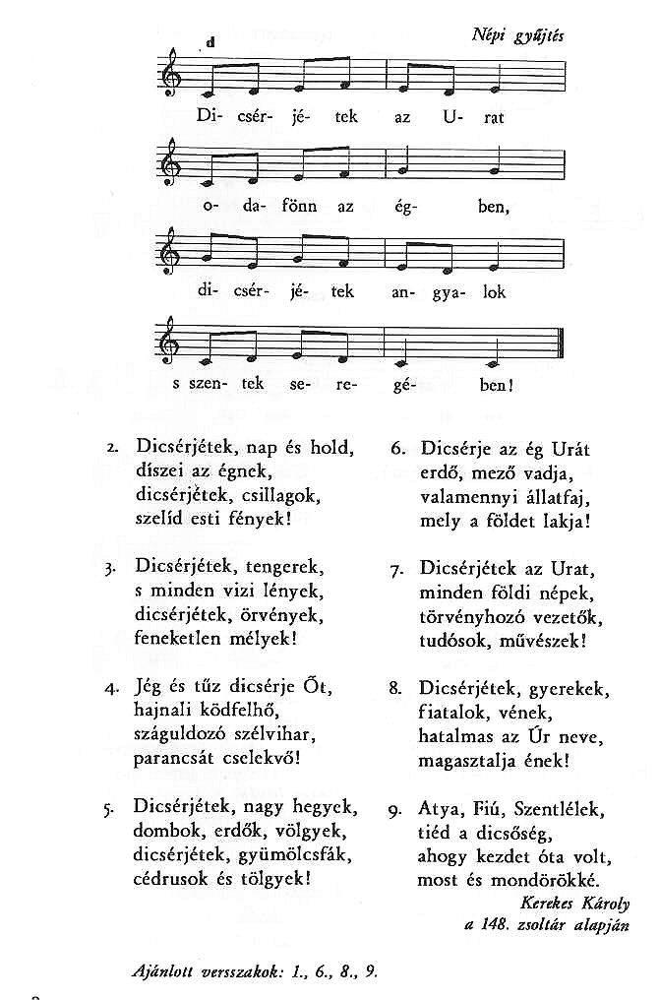 Népi gyűjtés
d
Di- csér- jé- tek az U- rat
o- da- fönn az ég- ben,
di- csér- jé- tek an- gya- lok
s szen- tek se- re- gé- ben!
2. Dicsérjétek, nap és hold,
díszei az égnek,
dicsérjétek, csillagok,
szelíd esti fények!
3. Dicsérjétek, tengerek,
s minden vizi lények,
dicsérjétek, örvények,
feneketlen mélyek!
4. Jég és tűz dicsérje Őt,
hajnali ködfelhő,
száguldozó szélvihar,
parancsát cselekvő!
5. Dicsérjétek, nagy hegyek,
dombok, erdők, völgyek,
dicsérjétek, gyümölcsfák,
cédrusok és tölgyek!
6. Dicsérje az ég Urát
erdő, mező vadja,
valamennyi állatfaj,
mely a földet lakja!
7. Dicsérjétek az Urat,
minden földi népek,
törvényhozó vezetők,
tudósok, művészek!
8. Dicsérjétek, gyerekek,
fiatalok, vének,
hatalmas az Úr neve,
magasztalja ének!
9. Atya, Fiú, Szentlélek,
tiéd a dicsőség,
ahogy kezdet óta volt,
most és mondörökké.
Kerekes Károly
a 148. zsoltár alapján
Ajánlott versszakok: 1., 6., 8., 9.